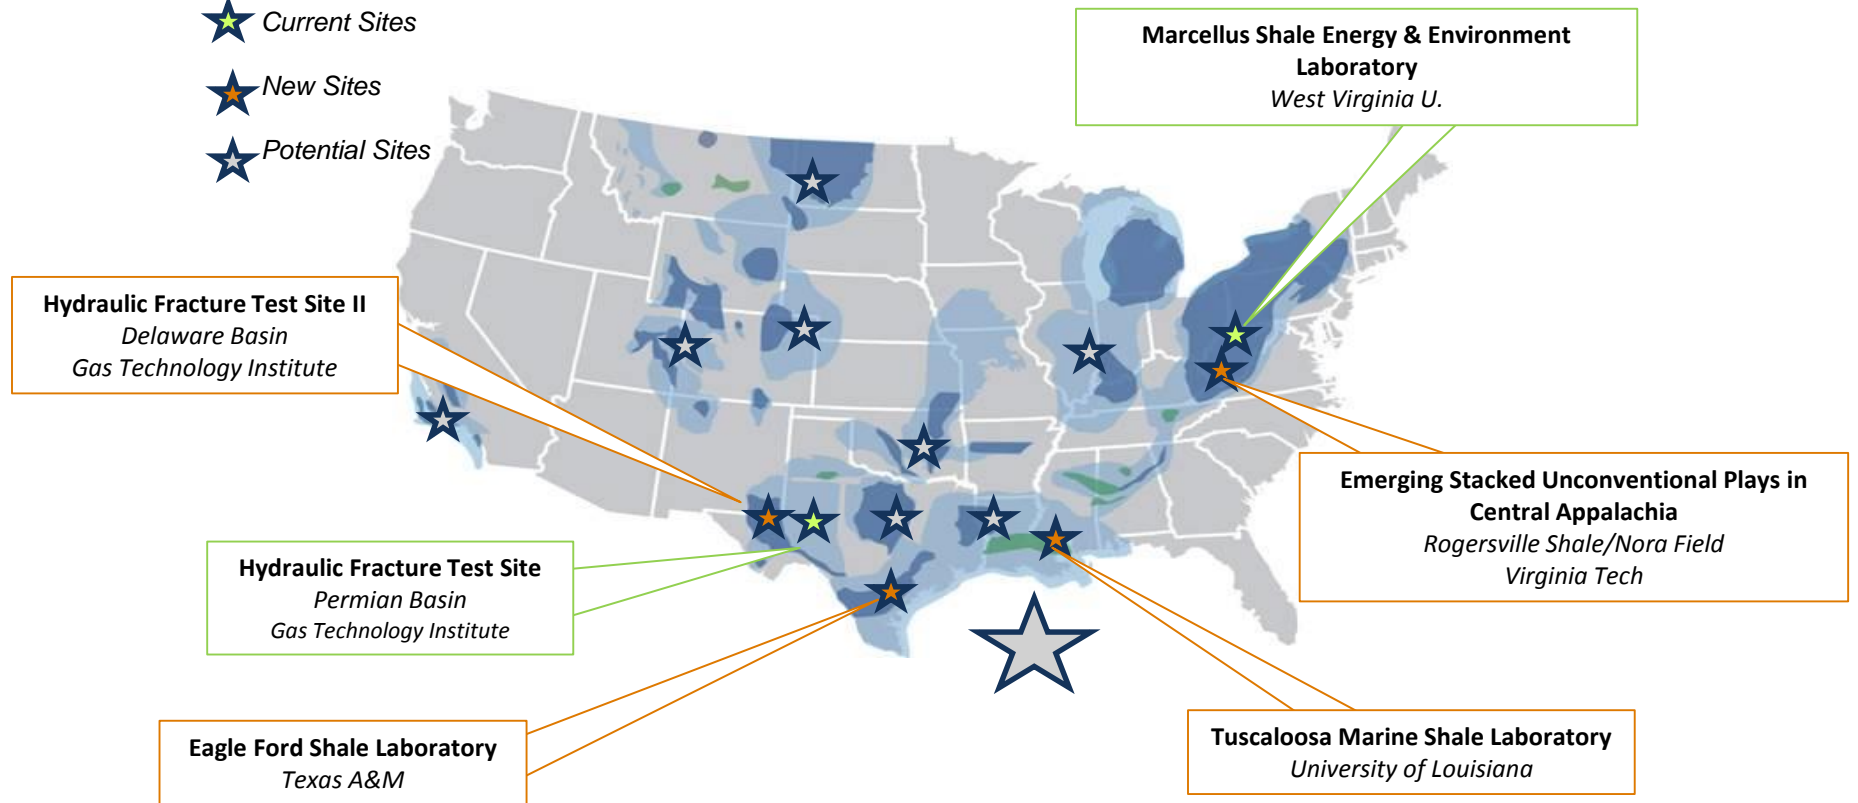 Current Sites
New Sites
Potential Sites
Marcellus Shale Energy & Environment
Laboratory
West Virginia U.
Hydraulic Fracture Test Site II
Delaware Basin
Gas Technology Institute
Emerging Stacked Unconventional Plays in
Central Appalachia
Rogersville Shale/Nora Field
Virginia Tech
Hydraulic Fracture Test Site
Permian Basin
Gas Technology Institute
Eagle Ford Shale Laboratory
Texas A&M
Tuscaloosa Marine Shale Laboratory
University of Louisiana